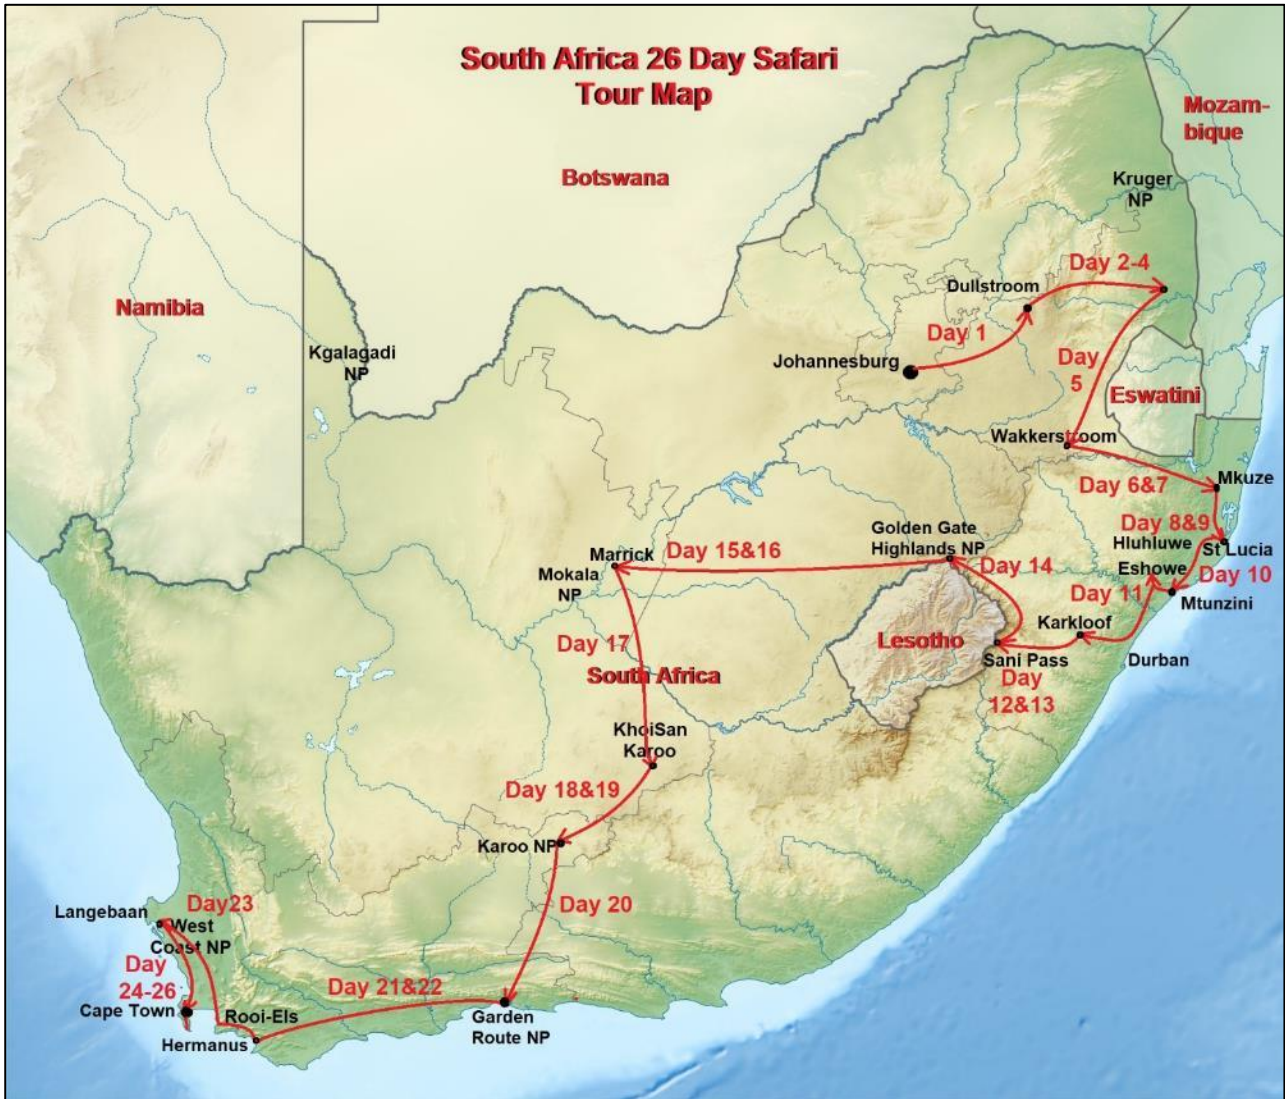 South Africa 26 Day Safari
Tour Map
Mozam-
bique
Botswana
Kruger
NP
Day 2-4
Dullstroom
Namibia
Day 1
Kgalagadi
NP
Johannesburg
Day
5
Eswatini
Wakkerstroom
Mkuze
Day 6&7
Day 8&9
Golden Gate
Highlands NP
Hluhluwe
St Lucia
Marrick
Day 15&16
Mokala
NP
Day 14
Eshowe
Day 10
Day 11
Mtunzini
Karkloof
Day 17
Lesotho
Sani Pass
Durban
South Africa
Day
12&13
KhoiSan
Karoo
Day 18&19
Karoo NP
Day 20
Day23
Langebaan
West
Coast NP
Day
24-26
Day 21&22
Cape Town
Rooi-Els
Garden
Route NP
Hermanus